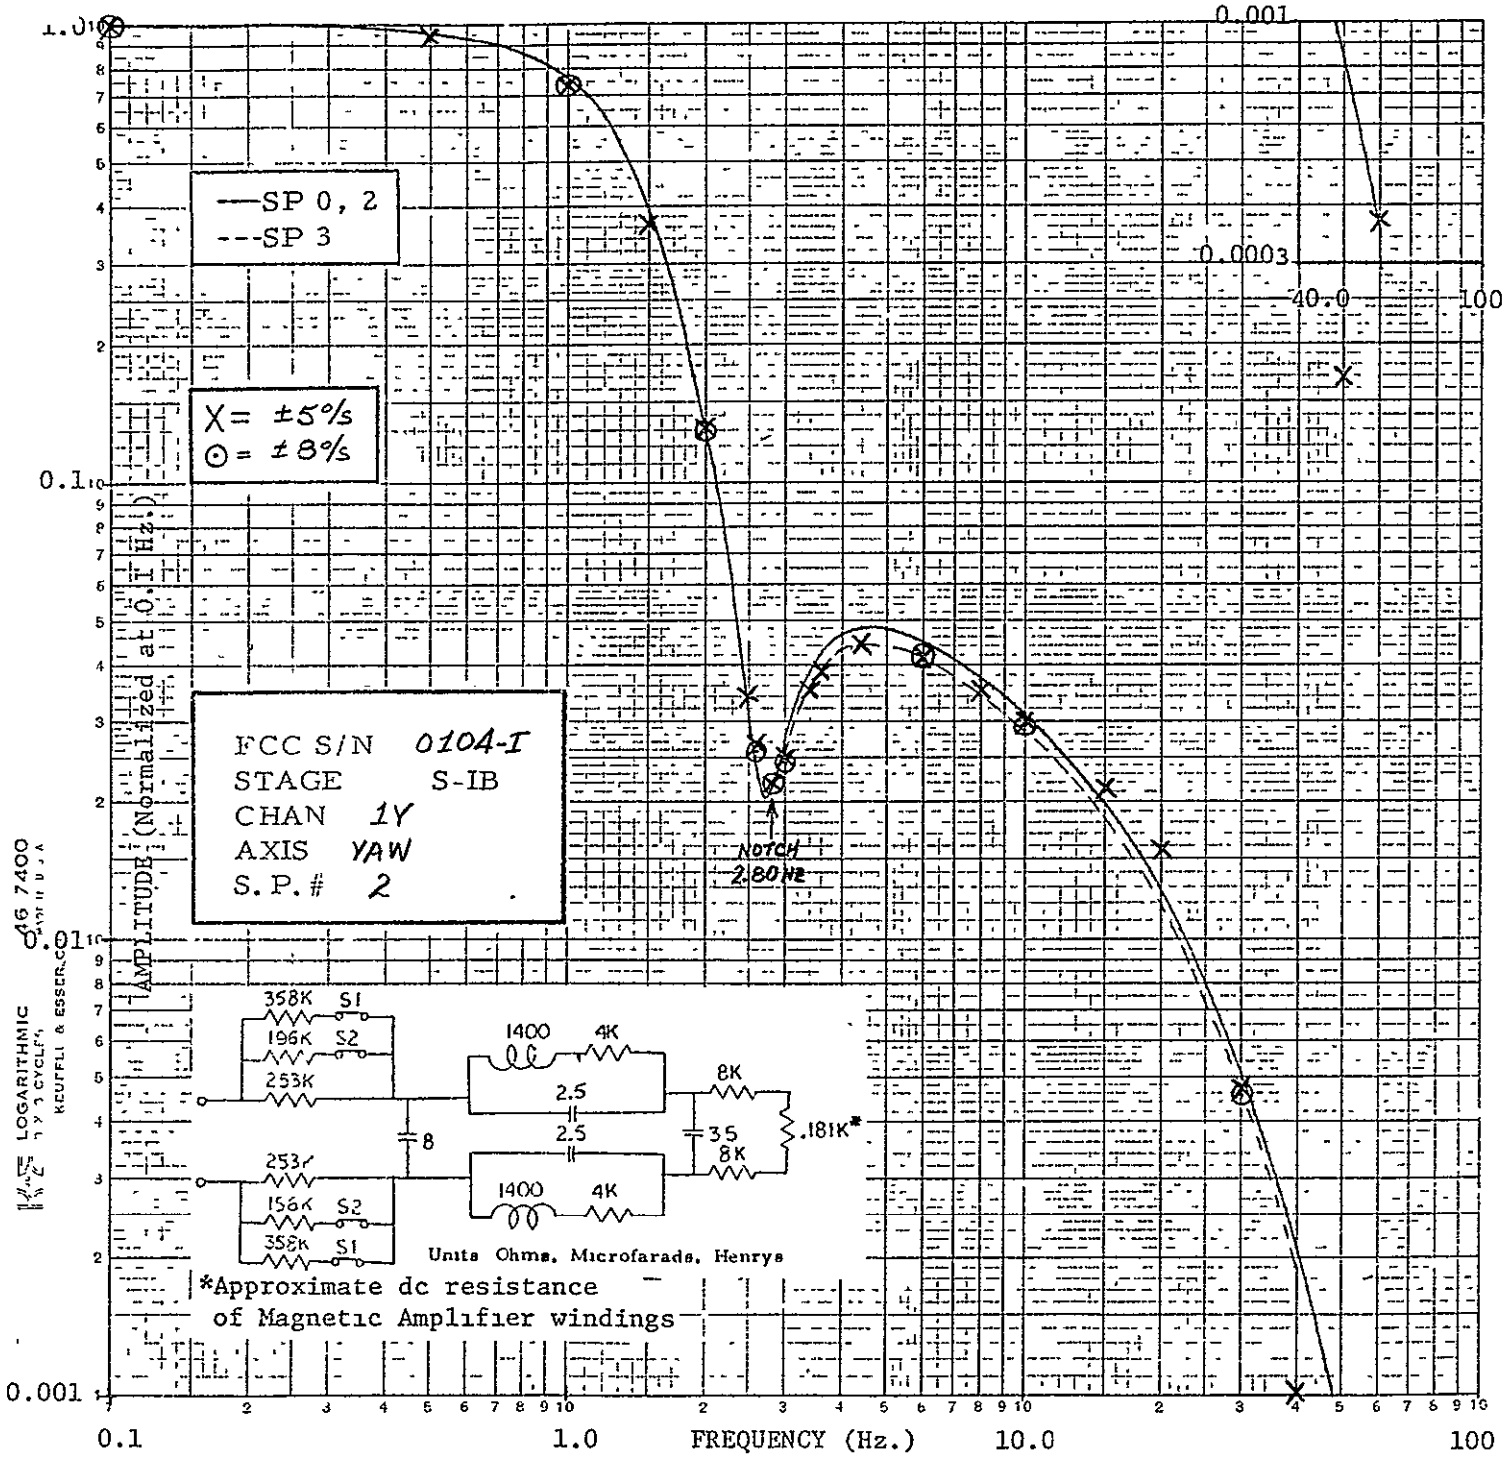 1.0
0.001
SP 0, 2
SP 3
0.0003
40.0
100
X = ±5°/s
⊙ = ±8°/s
0.1
AMPLITUDE (Normalized at 0.1 Hz.)
FCC S/N 0104-I
STAGE S-IB
CHAN 1Y
AXIS YAW
S. P. # 2
NOTCH
2.80 HZ
0.01
46 7400
LOGARITHMIC
KEUFFEL & ESSER CO
358K S1
196K S2
253K
8
1400 4K
2.5
2.5
1400 4K
3.5
8K
.181K*
8K
253K
156K S2
358K S1
Units Ohms, Microfarads, Henrys
*Approximate dc resistance
of Magnetic Amplifier windings
0.001
0.1
1.0
FREQUENCY (Hz.)
10.0
100